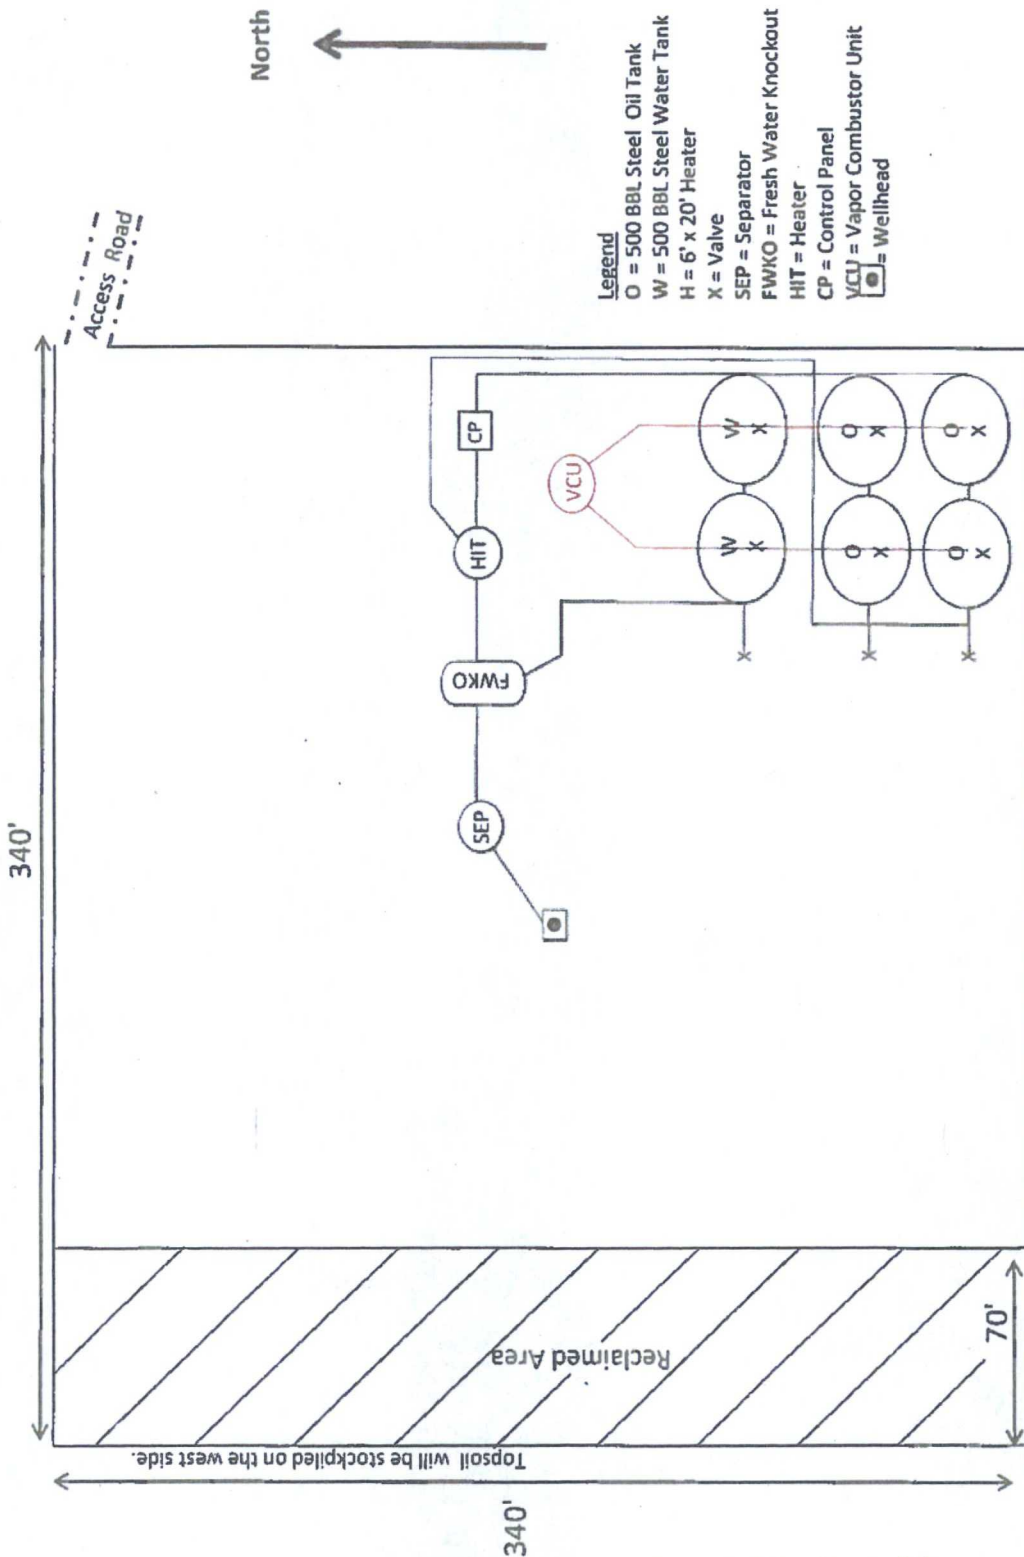 340'
North
Access Road
340'
Topsoil will be stockpiled on the west side.
Reclaimed Area
70'
SEP
FWKO
HIT
CP
VCU
W
X
W
X
O
X
O
X
O
X
O
X
X
X
X
Legend
O = 500 BBL Steel Oil Tank
W = 500 BBL Steel Water Tank
H = 6' x 20' Heater
X = Valve
SEP = Separator
FWKO = Fresh Water Knockout
HIT = Heater
CP = Control Panel
VCU = Vapor Combustor Unit
= Wellhead